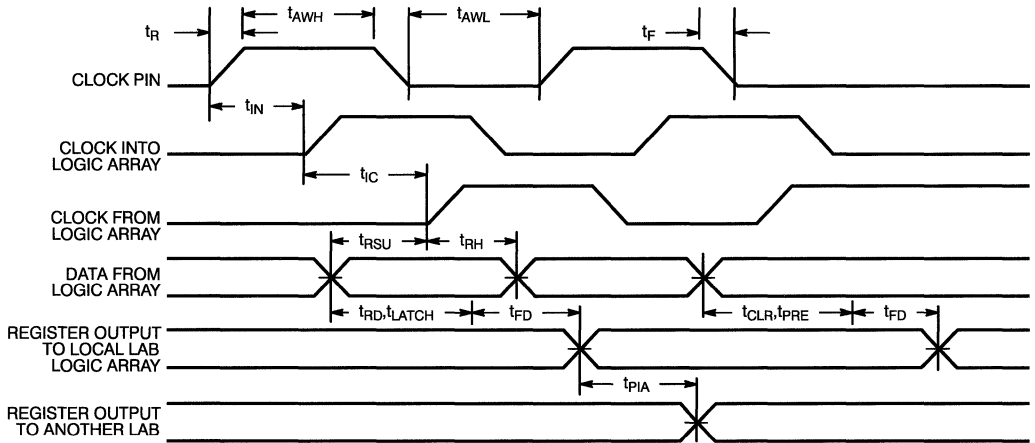 tAWH
tAWL
tR
tF
CLOCK PIN
tIN
CLOCK INTO
LOGIC ARRAY
tIC
CLOCK FROM
LOGIC ARRAY
tRSU
tRH
DATA FROM
LOGIC ARRAY
tRD,tLATCH
tFD
tCLR,tPRE
tFD
REGISTER OUTPUT
TO LOCAL LAB
LOGIC ARRAY
tPIA
REGISTER OUTPUT
TO ANOTHER LAB